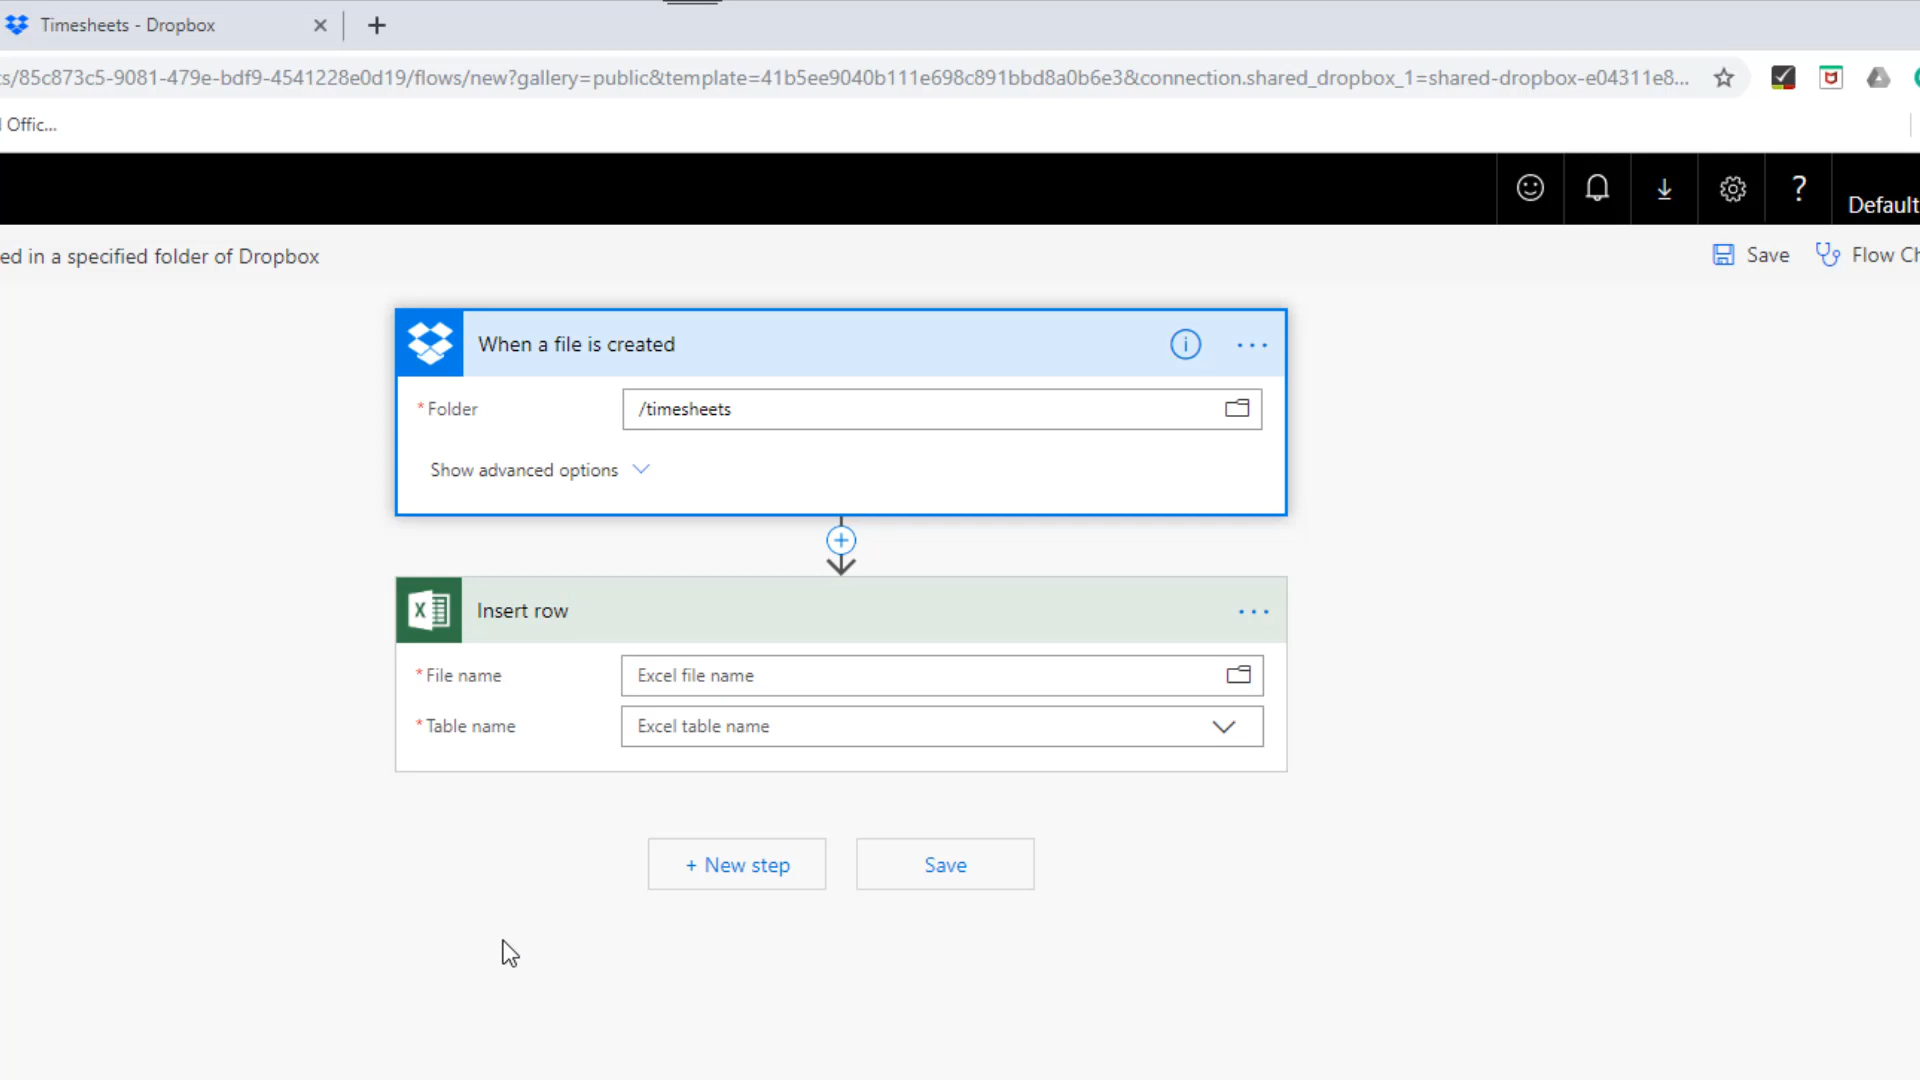 Timesheets - Dropbox
s/85c873c5-9081-479e-bdf9-4541228e0d19/flows/new?gallery=public&template=41b5ee9040b111e698c891bbd8a0b6e3&connection.shared_dropbox_1=shared-dropbox-e04311e8...
Offic...
?
Default
ed in a specified folder of Dropbox
Save
Flow Ch
When a file is created
* Folder
/timesheets
Show advanced options
Insert row
* File name
Excel file name
* Table name
Excel table name
+ New step
Save